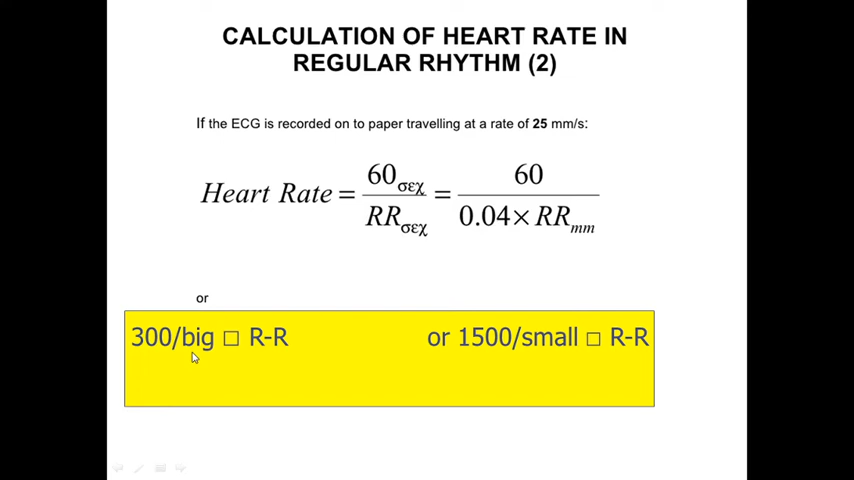 CALCULATION OF HEART RATE IN
REGULAR RHYTHM (2)
If the ECG is recorded on to paper travelling at a rate of 25 mm/s:
Heart Rate = 60σεχ / RRσεχ = 60 / 0.04 × RRmm
or
300/big □ R-R or 1500/small □ R-R